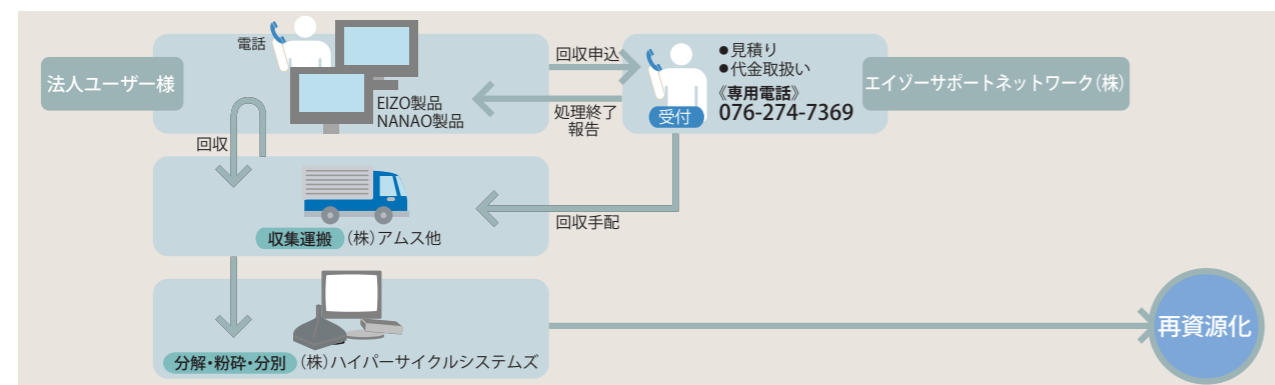 電話
法人ユーザー様
EIZO製品
NANAO製品
回収申込
処理終了
報告
●見積り
●代金取扱い
《専用電話》
076-274-7369
受付
エイゾーサポートネットワーク(株)
回収
回収手配
収集運搬 (株)アムス他
分解・粉砕・分別 (株)ハイパーサイクルシステムズ
再資源化